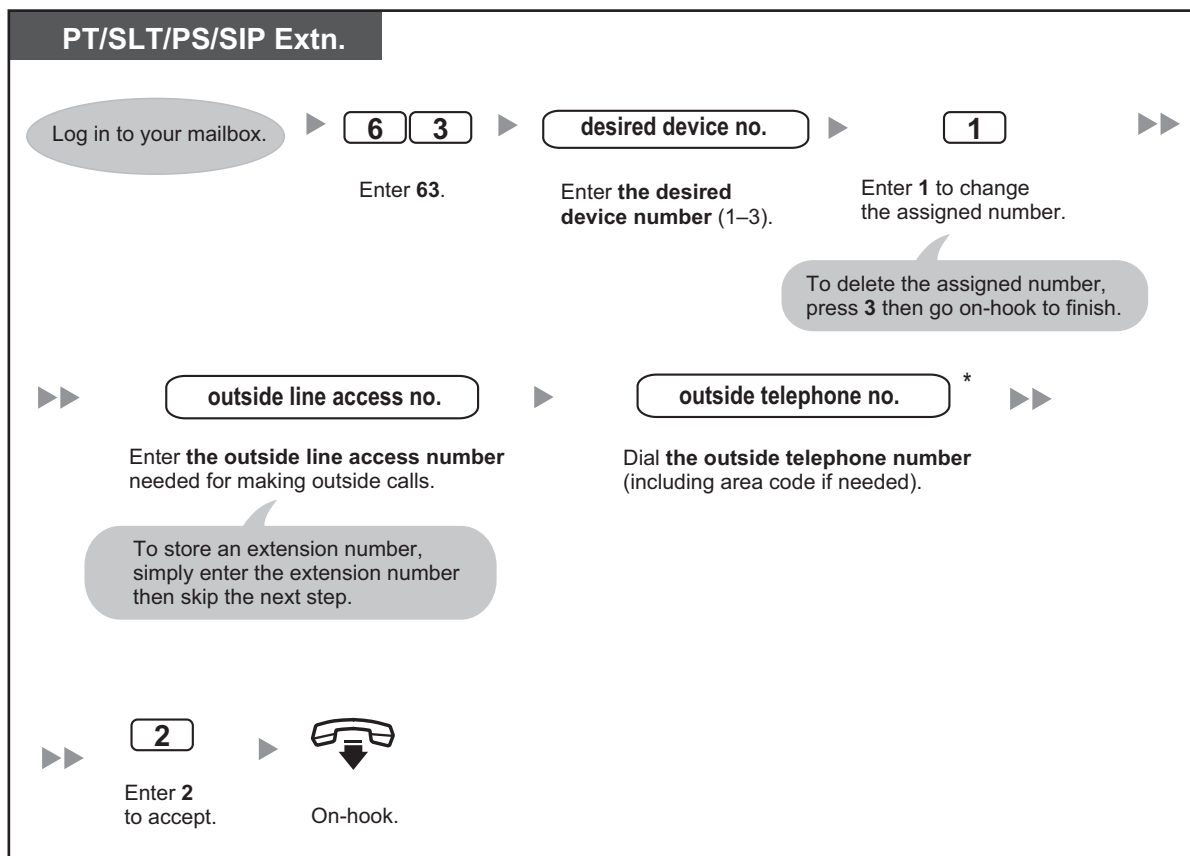 PT/SLT/PS/SIP Extn.
Log in to your mailbox.
6 3
Enter 63.
desired device no.
Enter the desired
device number (1–3).
1
Enter 1 to change
the assigned number.
To delete the assigned number,
press 3 then go on-hook to finish.
outside line access no.
Enter the outside line access number
needed for making outside calls.
To store an extension number,
simply enter the extension number
then skip the next step.
outside telephone no. *
Dial the outside telephone number
(including area code if needed).
2
Enter 2
to accept.
On-hook.